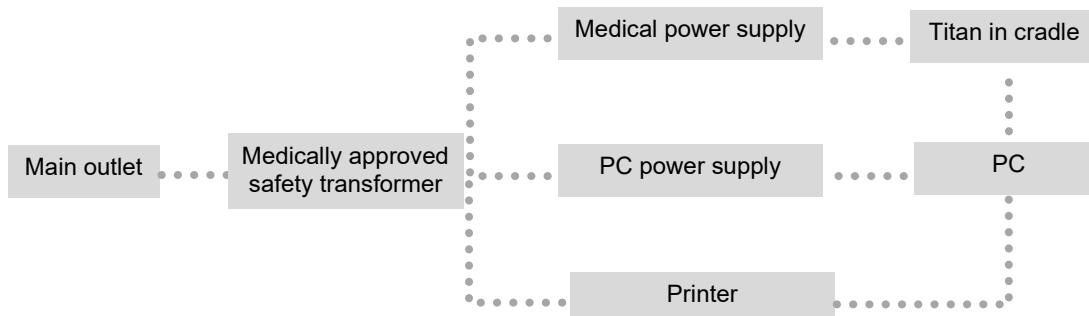 Medical power supply
Titan in cradle
Main outlet
Medically approved
safety transformer
PC power supply
PC
Printer